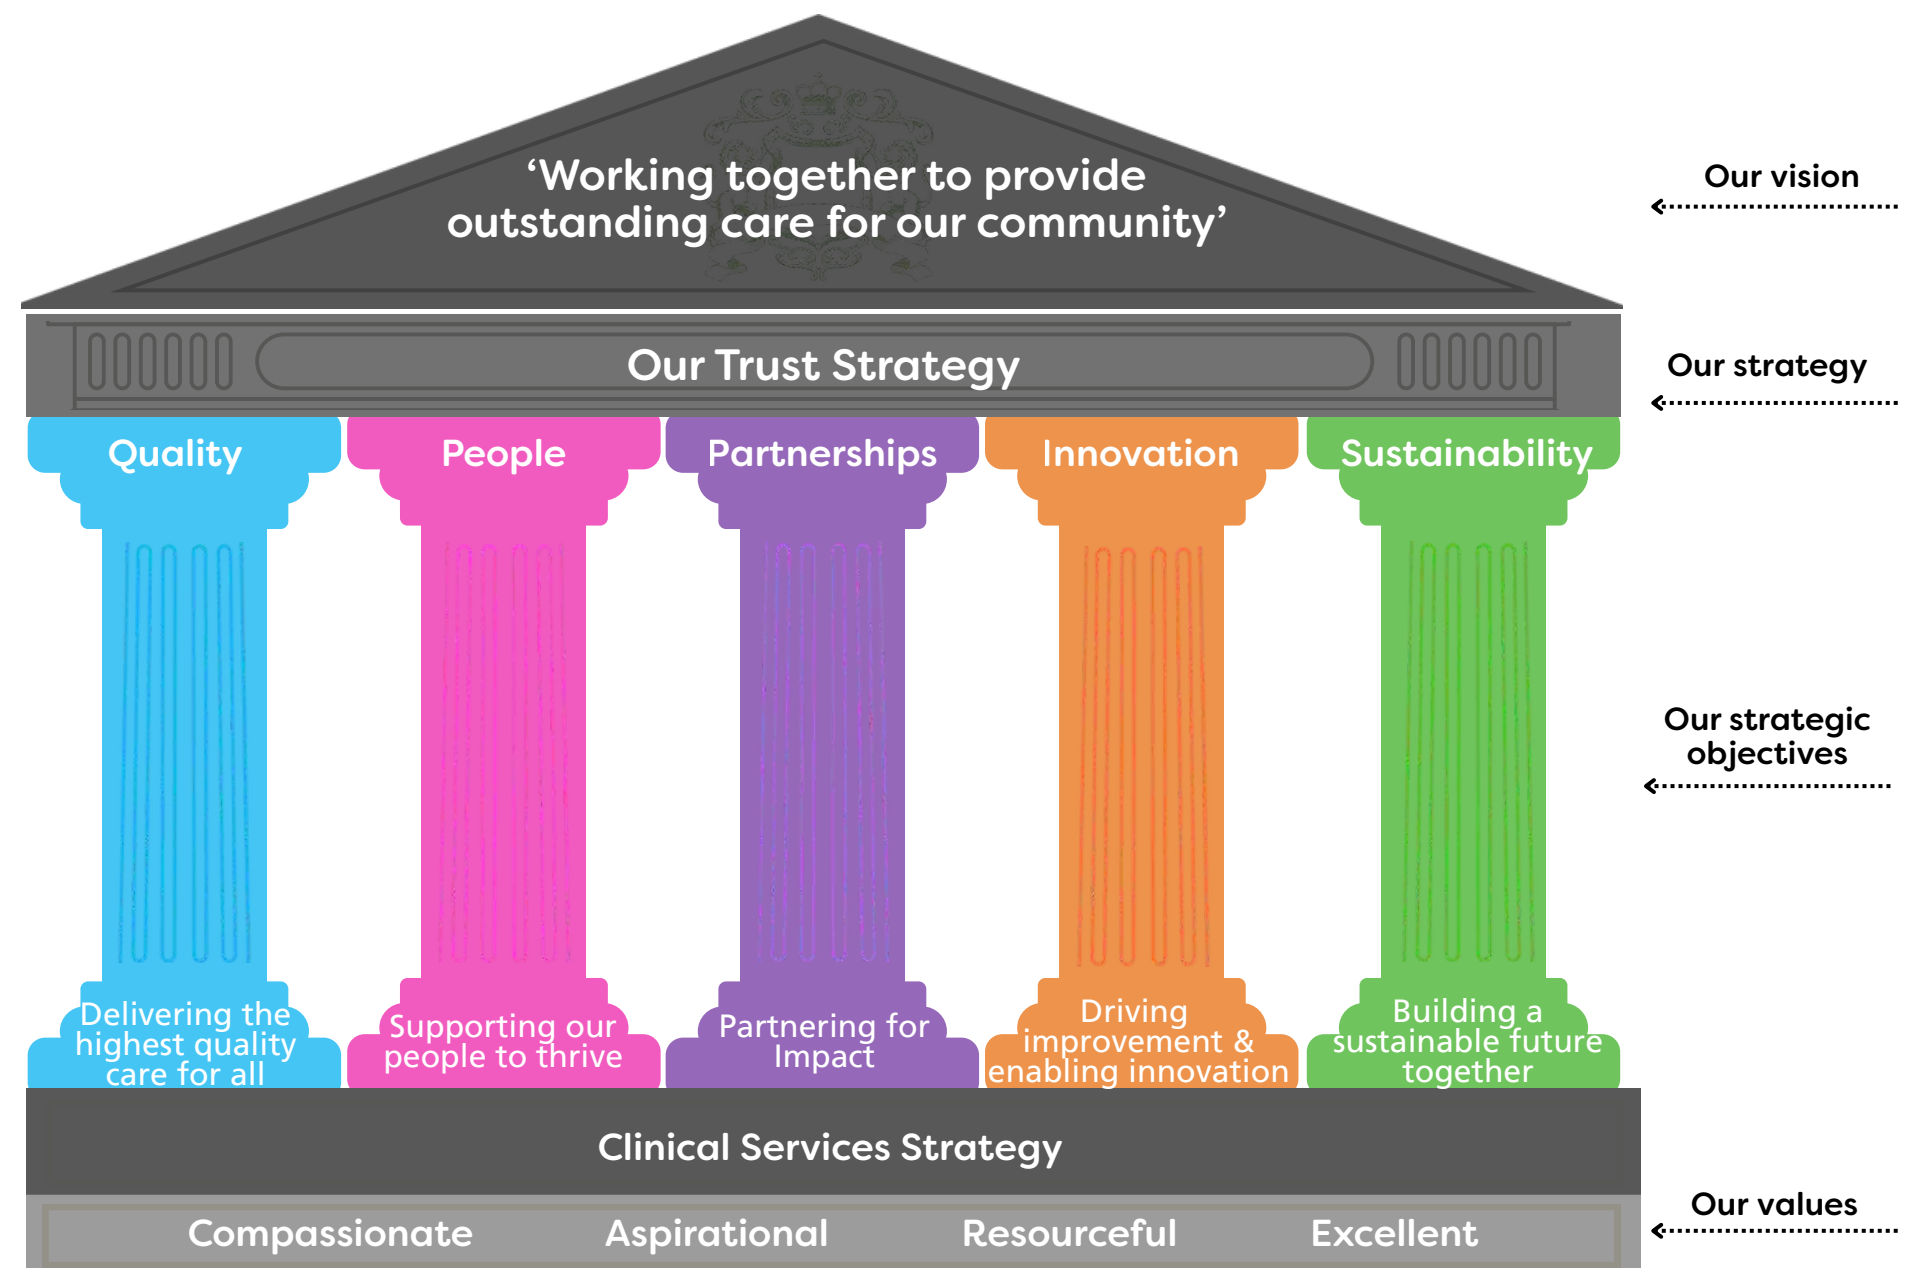 ‘Working together to provide
outstanding care for our community’
Our vision
Our Trust Strategy
Our strategy
Quality
People
Partnerships
Innovation
Sustainability
Our strategic
objectives
Delivering the
highest quality
care for all
Supporting our
people to thrive
Partnering for
Impact
Driving
improvement &
enabling innovation
Building a
sustainable future
together
Clinical Services Strategy
Our values
Compassionate
Aspirational
Resourceful
Excellent